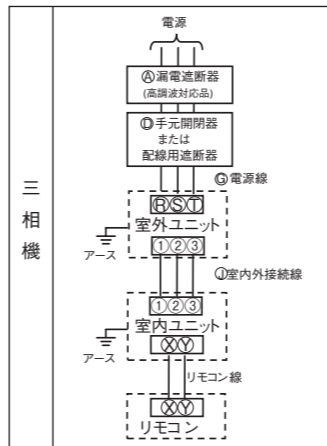 三相機
電源
Ⓐ漏電遮断器
(高調波対応品)
Ⓓ手元開閉器
または
配線用遮断器
Ⓖ電源線
ⓇⓈⓉ
室外ユニット
アース
①②③
Ⓙ室内外接続線
①②③
室内ユニット
アース
ⓍⓎ
リモコン線
ⓍⓎ
リモコン